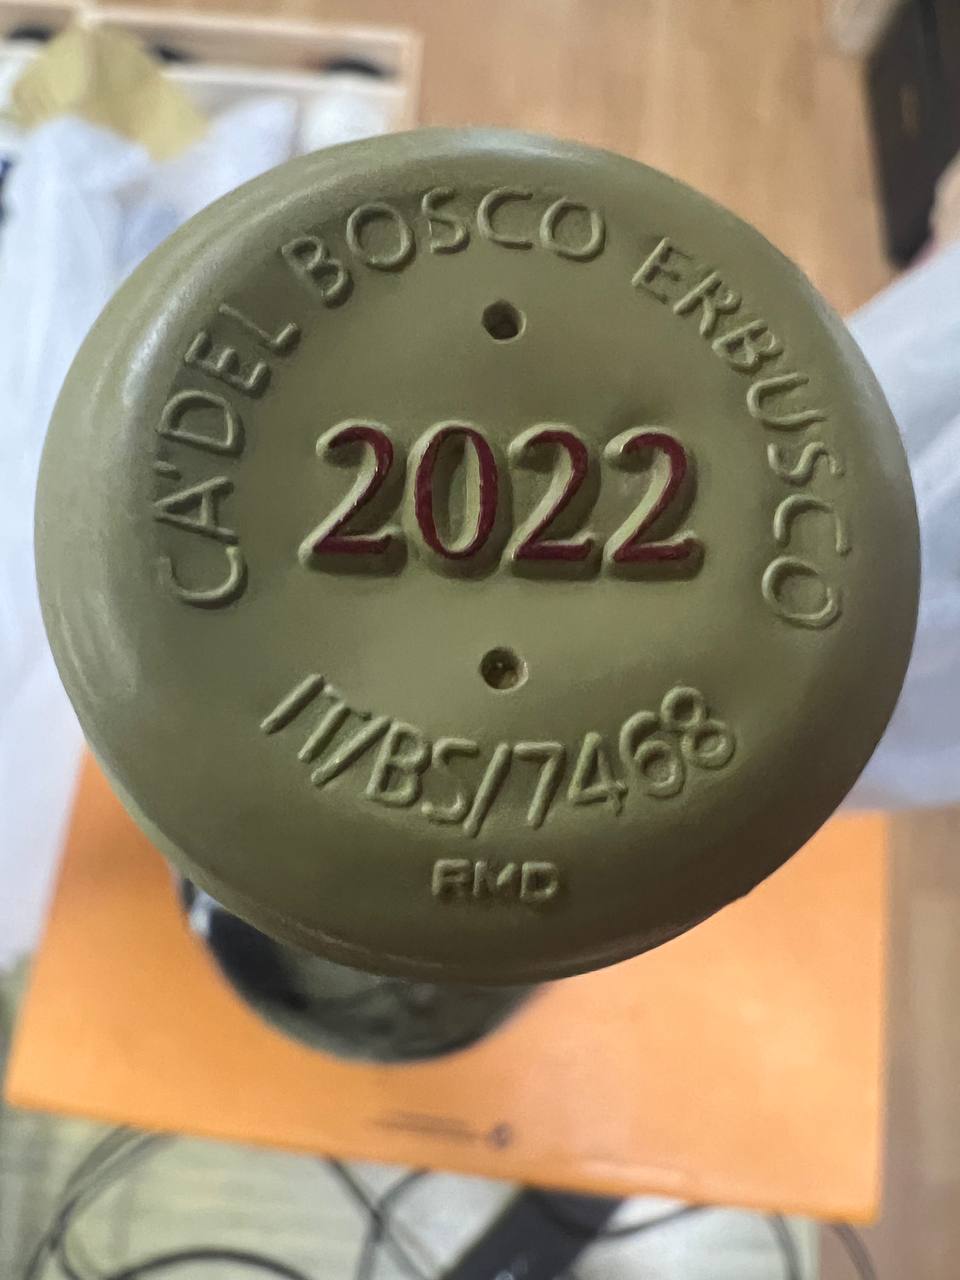 CA'DEL BOSCO ERBUSCO
2022
IT/BS/7468
RMD